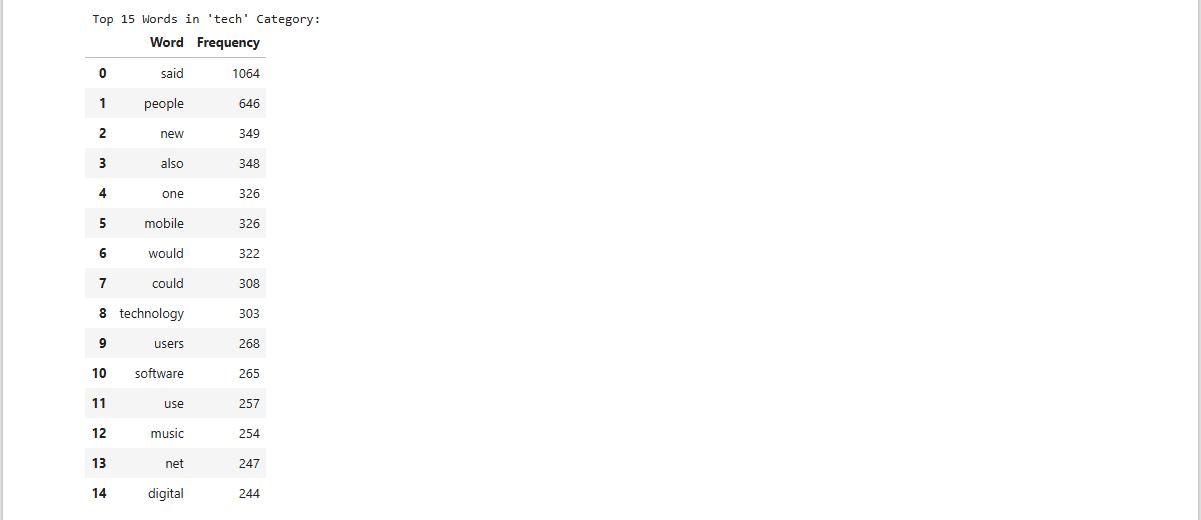 Top 15 Words in 'tech' Category:
Word Frequency
0 said 1064
1 people 646
2 new 349
3 also 348
4 one 326
5 mobile 326
6 would 322
7 could 308
8 technology 303
9 users 268
10 software 265
11 use 257
12 music 254
13 net 247
14 digital 244